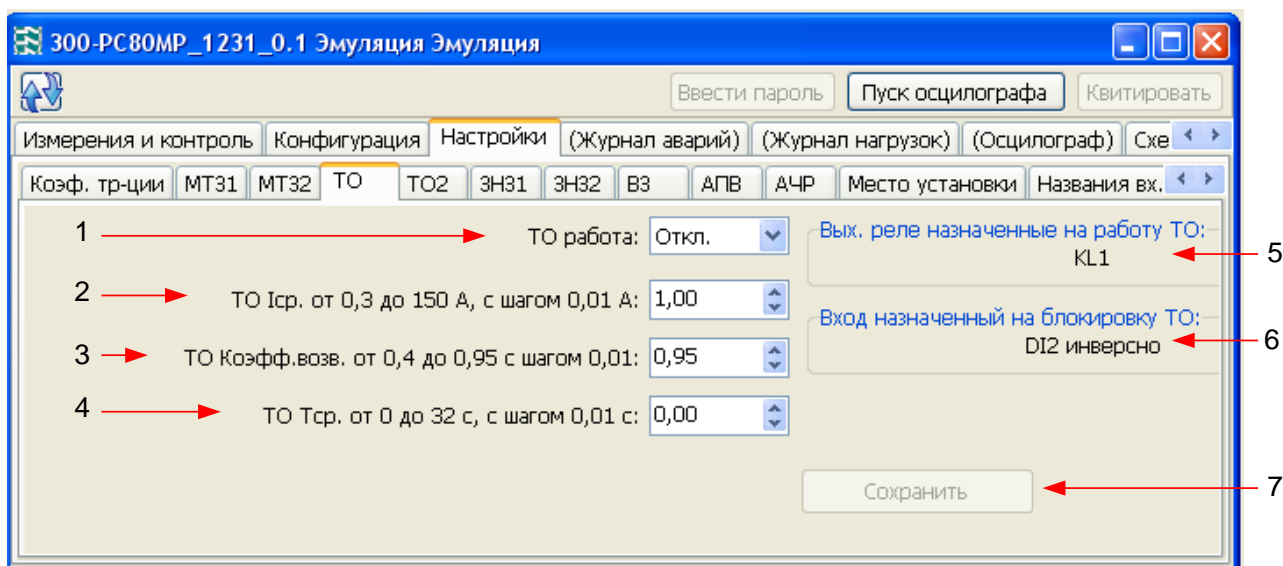 300-РС80МР_1231_0.1 Эмуляция Эмуляция
Ввести пароль Пуск осцилографа Квитировать
Измерения и контроль Конфигурация Настройки (Журнал аварий) (Журнал нагрузок) (Осцилограф) Схе
Коэф. тр-ции МТЗ1 МТЗ2 ТО ТО2 ЗНЗ1 ЗНЗ2 ВЗ АПВ АЧР Место установки Названия вх.
1 ТО работа: Откл. Вых. реле назначенные на работу ТО:
KL1 5
2 ТО Iср. от 0,3 до 150 А, с шагом 0,01 А: 1,00
Вход назначенный на блокировку ТО:
DI2 инверсно 6
3 ТО Коэфф.возв. от 0,4 до 0,95 с шагом 0,01: 0,95
4 ТО Тср. от 0 до 32 с, с шагом 0,01 с: 0,00
Сохранить 7